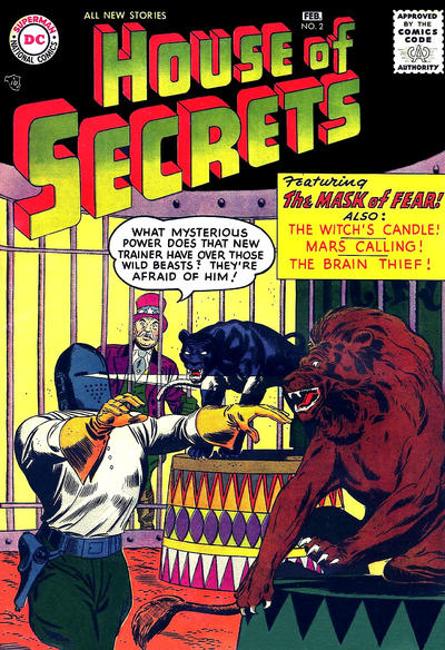 ALL NEW STORIES
SUPERMAN
DC
NATIONAL COMICS
10¢
FEB.
NO. 2
APPROVED
BY THE
COMICS
CODE
CA
AUTHORITY
HOUSE of
SECRETS
Featuring
The MASK of FEAR!
ALSO:
THE WITCH'S CANDLE!
MARS CALLING!
THE BRAIN THIEF!
WHAT MYSTERIOUS
POWER DOES THAT NEW
TRAINER HAVE OVER THOSE
WILD BEASTS? THEY'RE
AFRAID OF HIM!